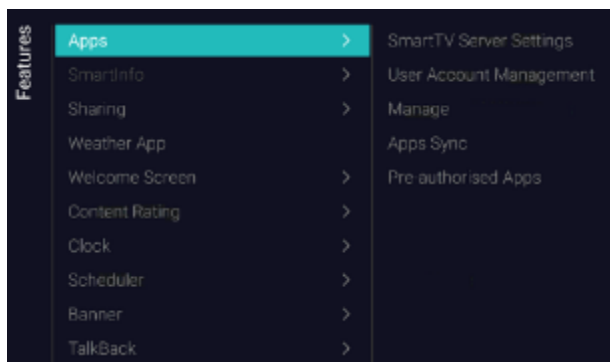 Features
Apps
SmartInfo
Sharing
Weather App
Welcome Screen
Content Rating
Clock
Scheduler
Banner
TalkBack
SmartTV Server Settings
User Account Management
Manage
Apps Sync
Pre-authorised Apps